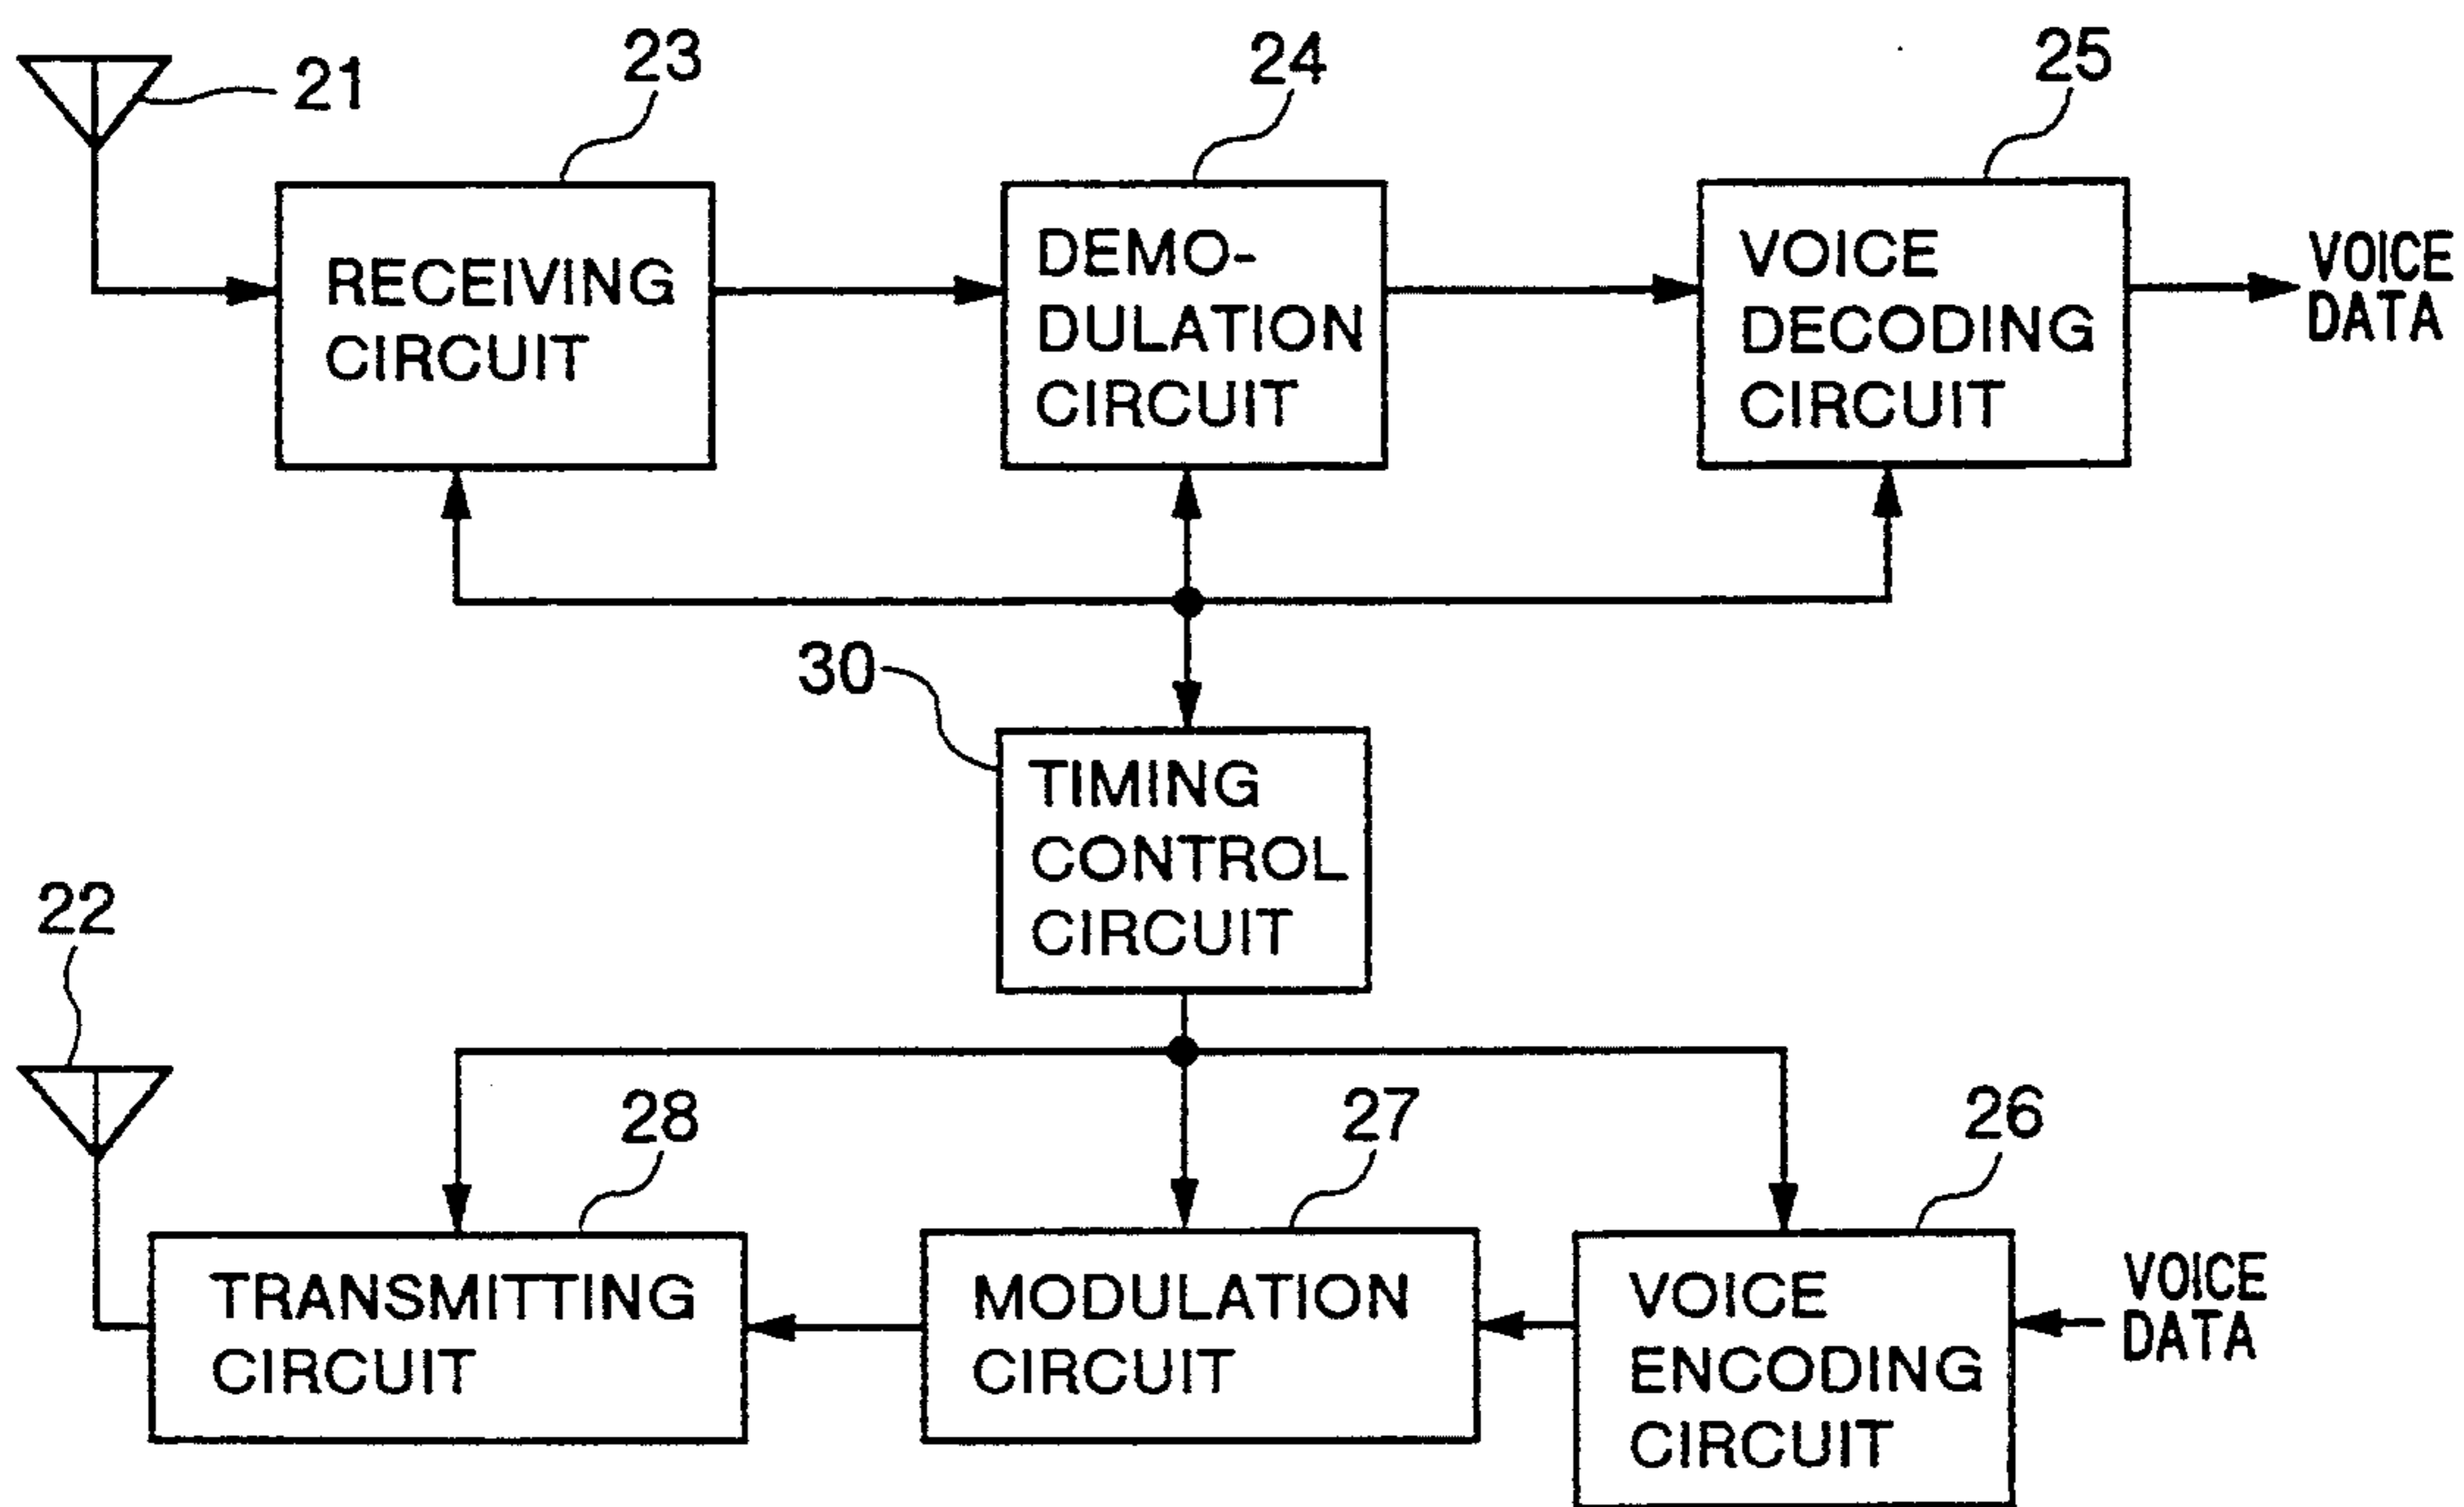 21
23
24
25
RECEIVING
CIRCUIT
DEMO-
DULATION
CIRCUIT
VOICE
DECODING
CIRCUIT
VOICE
DATA
30
TIMING
CONTROL
CIRCUIT
22
28
27
26
TRANSMITTING
CIRCUIT
MODULATION
CIRCUIT
VOICE
ENCODING
CIRCUIT
VOICE
DATA